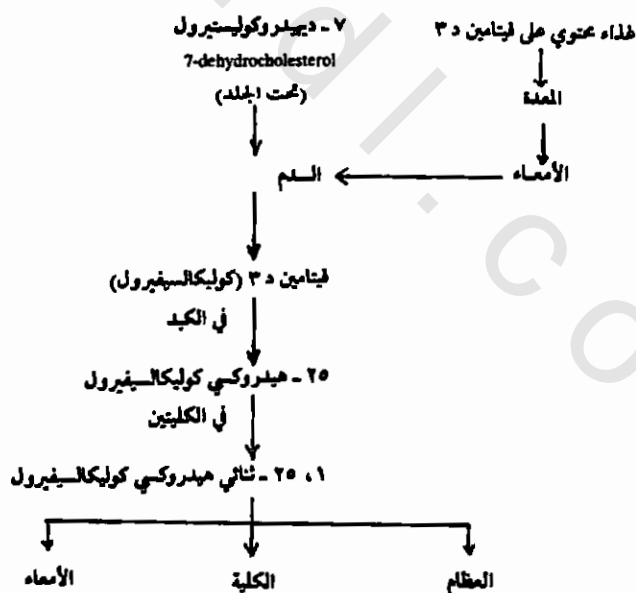 غذاء يحتوي على فيتامين د ٣
المعدة
الأمعاء
٧ - ديهيدروكوليستيرول
7-dehydrocholesterol
(تحت الجلد)
الـدم
فيتامين د ٣ (كوليكالسيفيرول)
في الكبد
٢٥ - هيدروكسي كوليكالسيفيرول
في الكليتين
١ ، ٢٥ - ثنائي هيدروكسي كوليكالسيفيرول
العظام
الكلية
الأمعاء